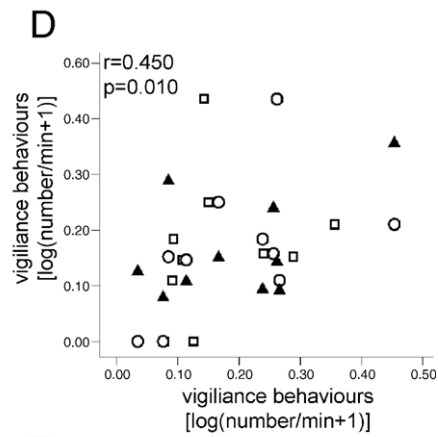 D
r=0.450
p=0.010
vigiliance behaviours
[log(number/min+1)]
0.60
0.40
0.30
0.20
0.10
0.00
0.00 0.10 0.20 0.30 0.40 0.50
vigiliance behaviours
[log(number/min+1)]